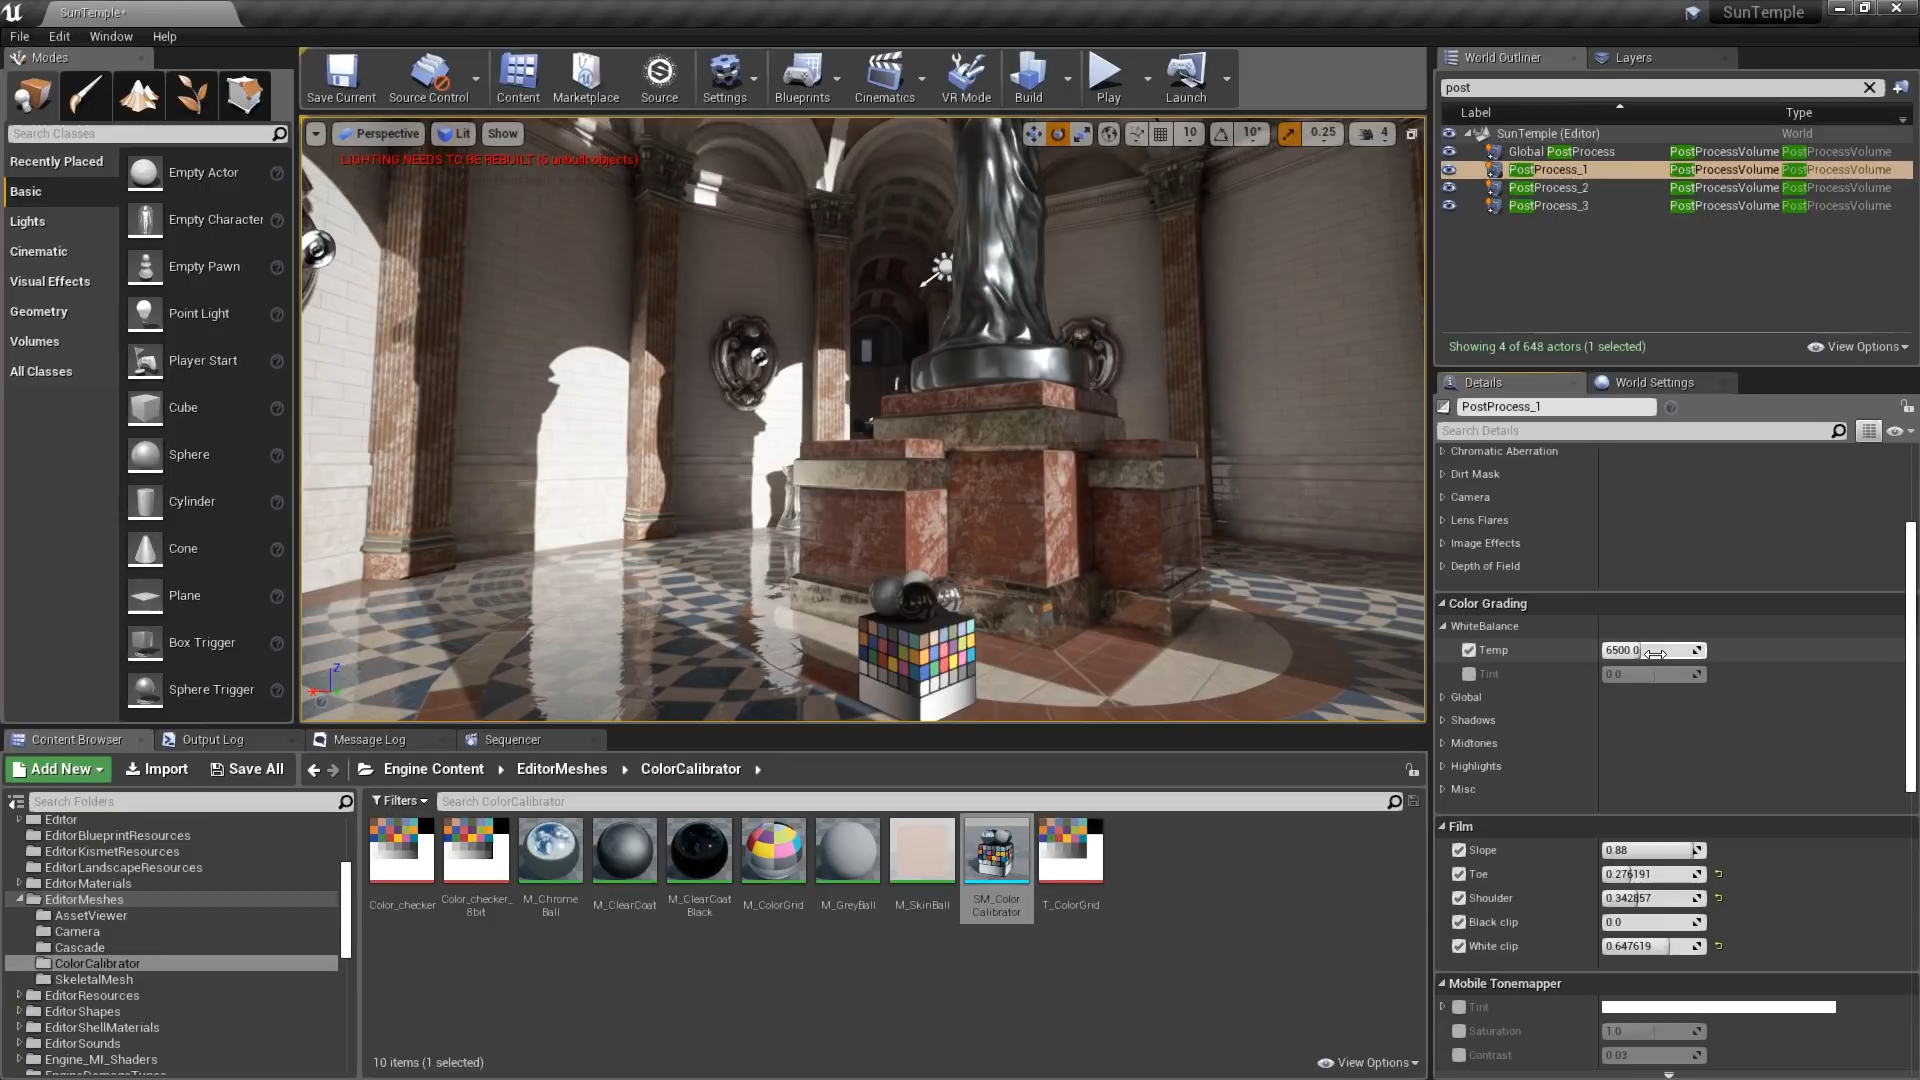 SunTemple*
SunTemple
File Edit Window Help
Modes
Search Classes
Recently Placed
Basic
Lights
Cinematic
Visual Effects
Geometry
Volumes
All Classes
Empty Actor
Empty Character
Empty Pawn
Point Light
Player Start
Cube
Sphere
Cylinder
Cone
Plane
Box Trigger
Sphere Trigger
Save Current
Source Control
Content
Marketplace
Source
Settings
Blueprints
Cinematics
VR Mode
Build
Play
Launch
Perspective
Lit
Show
10
10°
0.25
4
LIGHTING NEEDS TO BE REBUILT (6 unbuilt objects)
Z
World Outliner
Layers
post
Label Type
SunTemple (Editor) World
Global PostProcess PostProcessVolume PostProcessVolume
PostProcess_1 PostProcessVolume PostProcessVolume
PostProcess_2 PostProcessVolume PostProcessVolume
PostProcess_3 PostProcessVolume PostProcessVolume
Showing 4 of 648 actors (1 selected)
View Options
Details
World Settings
PostProcess_1
Search Details
Chromatic Aberration
Dirt Mask
Camera
Lens Flares
Image Effects
Depth of Field
Color Grading
WhiteBalance
Temp 6500.0
Tint 0.0
Global
Shadows
Midtones
Highlights
Misc
Film
Slope 0.88
Toe 0.276191
Shoulder 0.342857
Black clip 0.0
White clip 0.647619
Mobile Tonemapper
Tint
Saturation 1.0
Contrast 0.03
Content Browser
Output Log
Message Log
Sequencer
Add New
Import
Save All
Engine Content
EditorMeshes
ColorCalibrator
Search Folders
Filters
Search ColorCalibrator
Editor
EditorBlueprintResources
EditorKismetResources
EditorLandscapeResources
EditorMaterials
EditorMeshes
AssetViewer
Camera
Cascade
ColorCalibrator
SkeletalMesh
EditorResources
EditorShapes
EditorShellMaterials
EditorSounds
Engine_MI_Shaders
EngineDamageTypes
Color_checker
Color_checker_
8bit
M_Chrome
Ball
M_ClearCoat
M_ClearCoat
Black
M_ColorGrid
M_GreyBall
M_SkinBall
SM_Color
Calibrator
T_ColorGrid
10 items (1 selected)
View Options